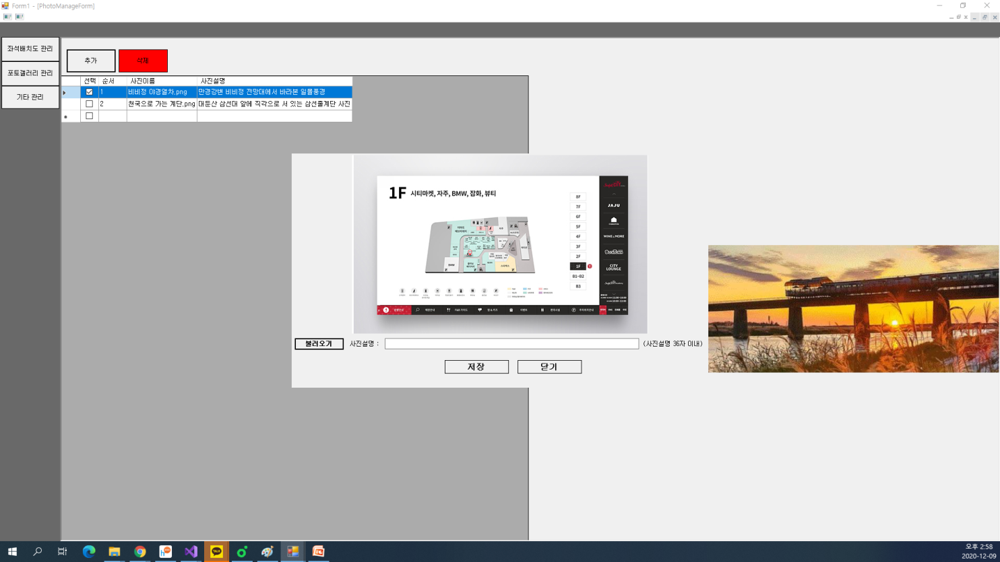 Form1 - [PhotoManageForm]
좌석배치도 관리
포토갤러리 관리
기타 관리
추가
삭제
선택 순서 사진이름 사진설명
1 비비정 야경열차.png 만경강변 비비정 전망대에서 바라본 일몰풍경
2 천국으로 가는 계단.png 대둔산 삼선대 앞에 직각으로 서 있는 삼선줄계단 사진
1F 시티마켓, 자주, BMW, 잡화, 뷰티
8F
7F
6F
5F
4F
3F
2F
1F
B1~B2
B3
JAJU
WINE & MORE
CITY
LOUNGE
BMW
불러오기 사진설명 : (사진설명 36자 이내)
저장 닫기
TALK
오후 2:58
2020-12-09